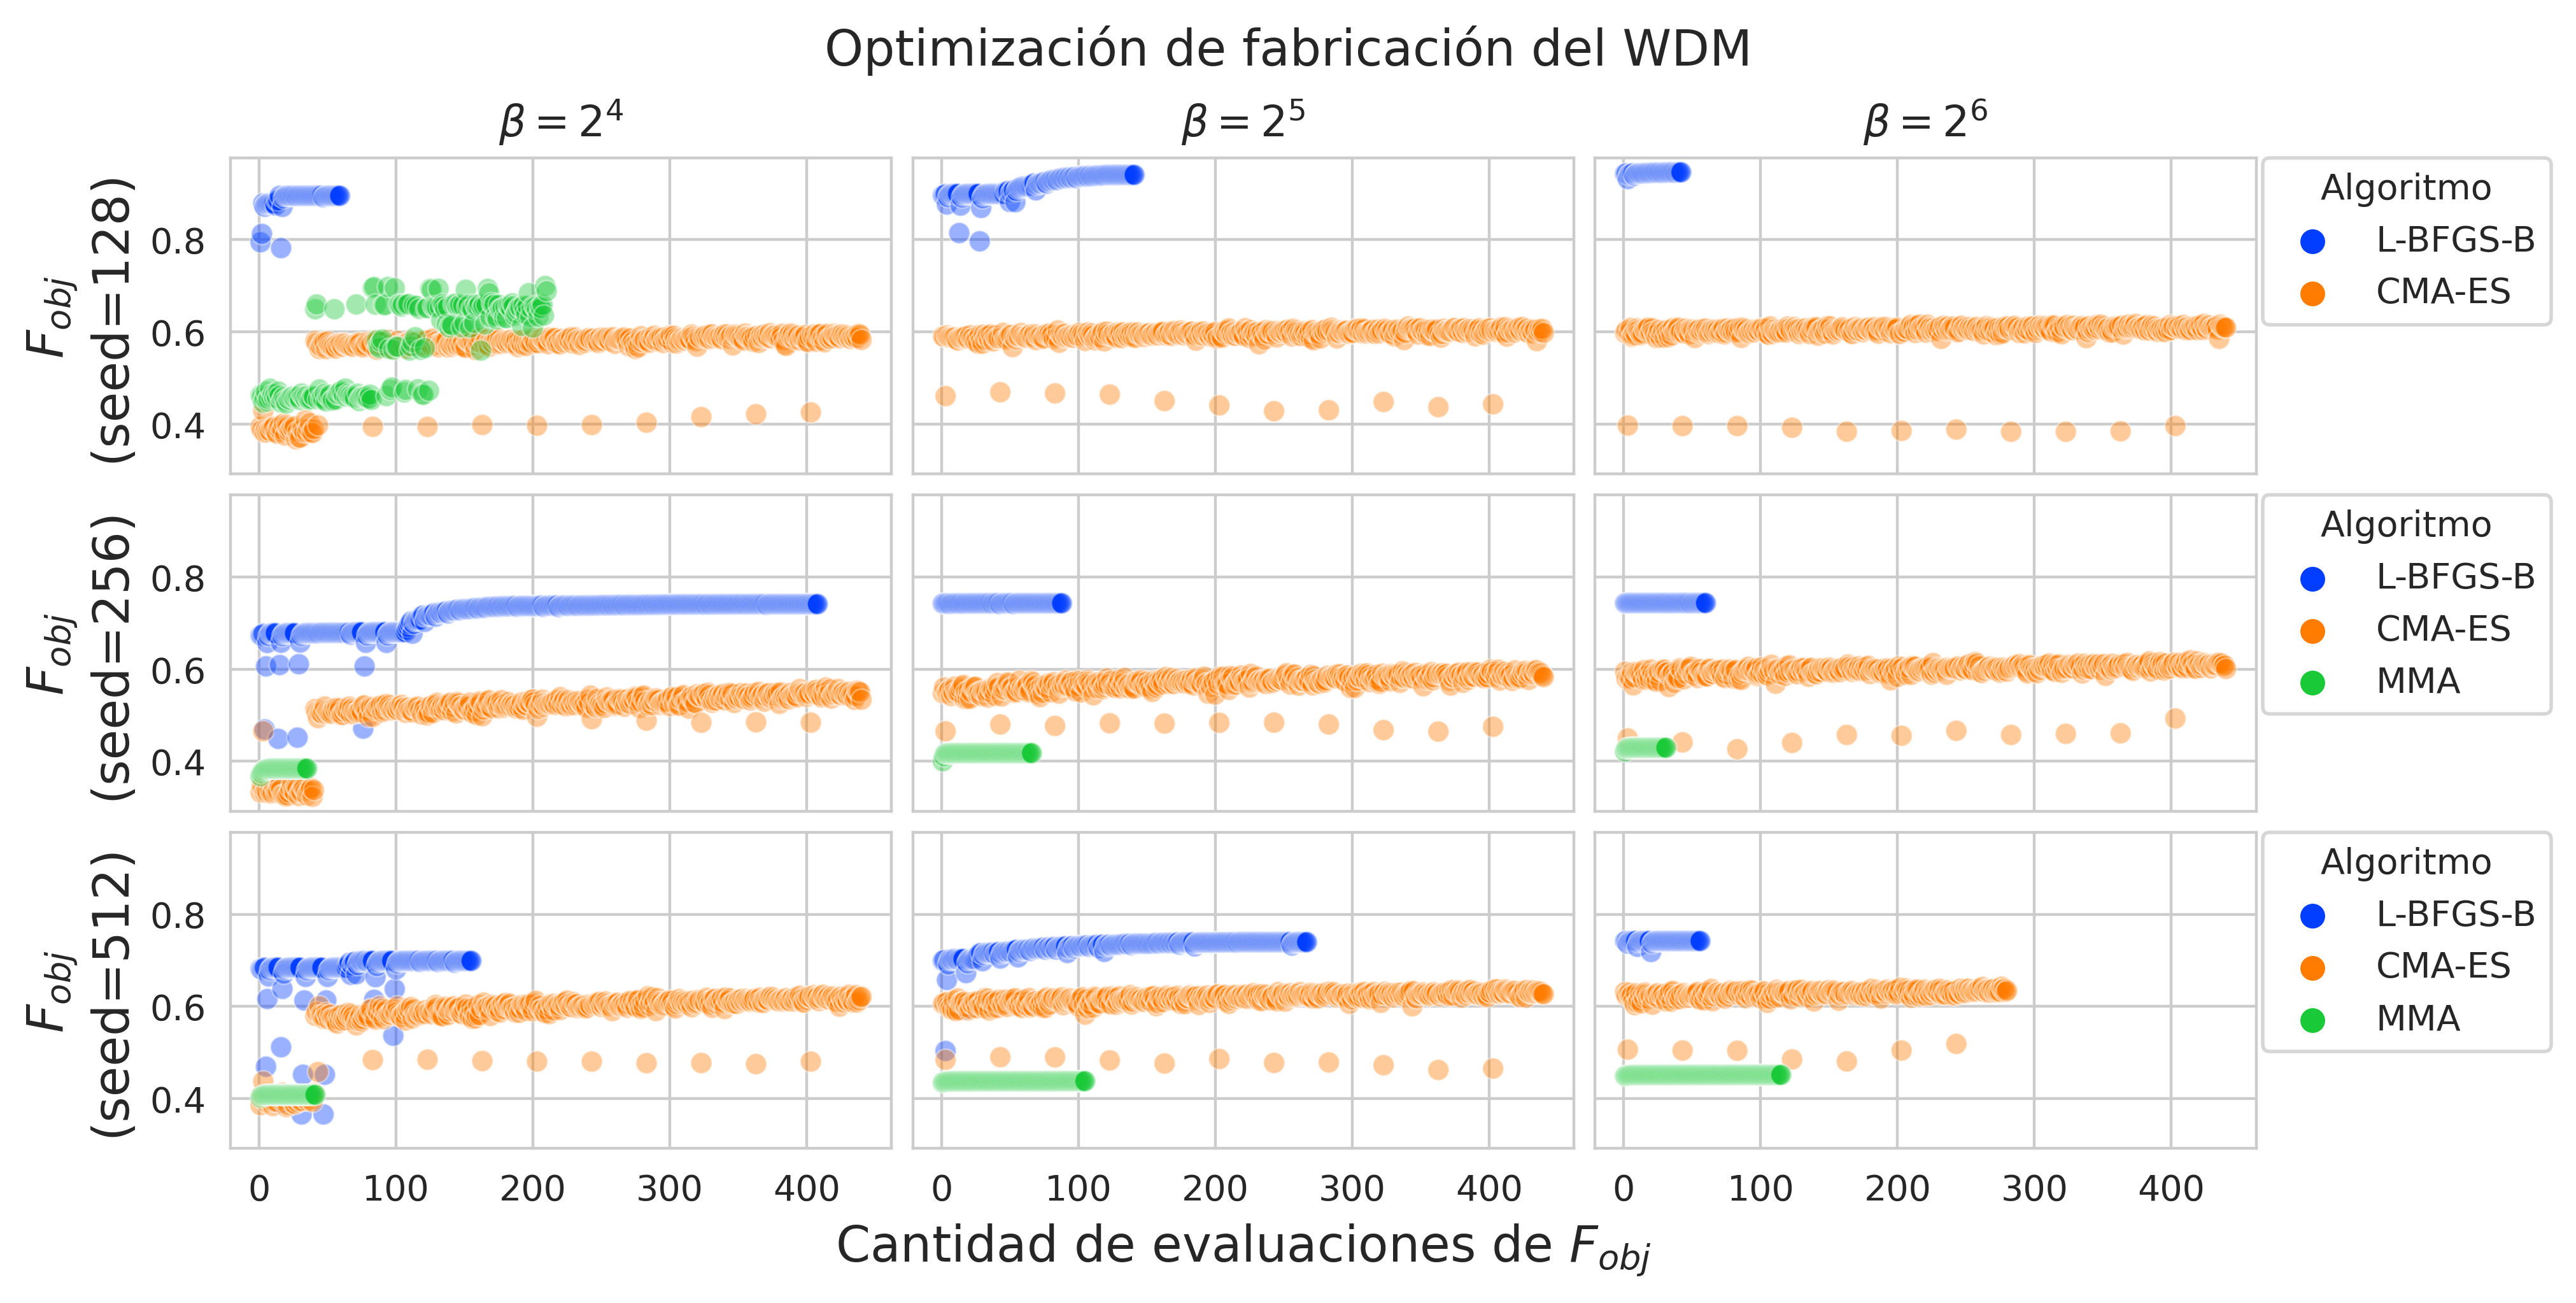 Optimización de fabricación del WDM
β = 2⁴
β = 2⁵
β = 2⁶
F_obj
(seed=128)
0.8
0.6
0.4
Algoritmo
L-BFGS-B
CMA-ES
F_obj
(seed=256)
0.8
0.6
0.4
Algoritmo
L-BFGS-B
CMA-ES
MMA
F_obj
(seed=512)
0.8
0.6
0.4
Algoritmo
L-BFGS-B
CMA-ES
MMA
0 100 200 300 400
0 100 200 300 400
0 100 200 300 400
Cantidad de evaluaciones de F_obj